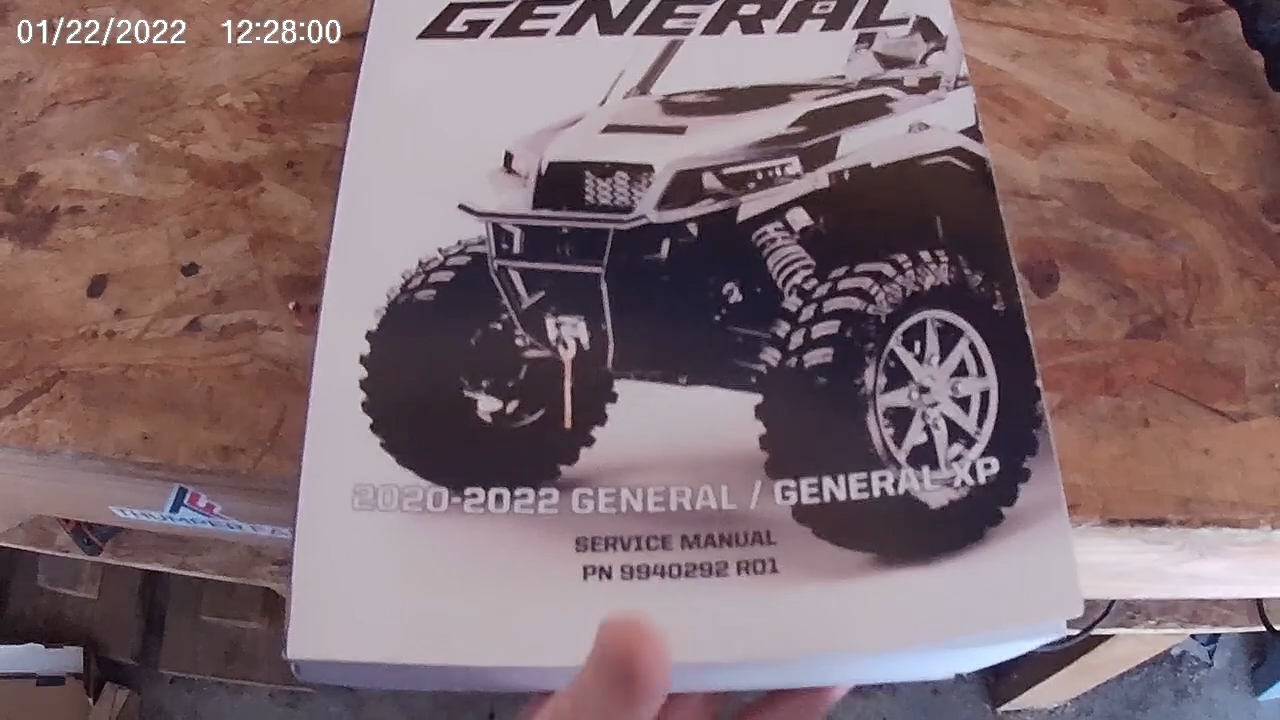 01/22/2022 12:28:00
GENERAL
2020-2022 GENERAL / GENERAL XP
SERVICE MANUAL
PN 9940292 R01